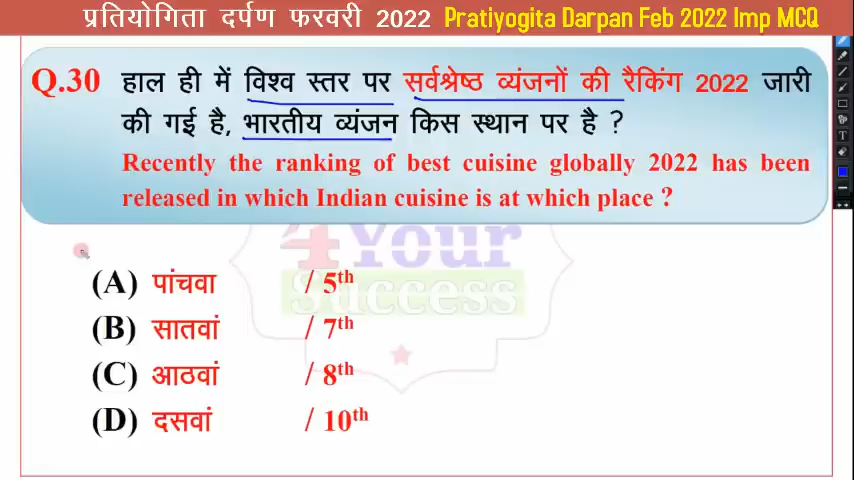 प्रतियोगिता दर्पण फरवरी 2022 Pratiyogita Darpan Feb 2022 Imp MCQ
Q.30 हाल ही में विश्व स्तर पर सर्वश्रेष्ठ व्यंजनों की रैकिंग 2022 जारी
की गई है, भारतीय व्यंजन किस स्थान पर है ?
Recently the ranking of best cuisine globally 2022 has been
released in which Indian cuisine is at which place ?
4 Your
Success
(A) पांचवा / 5th
(B) सातवां / 7th
(C) आठवां / 8th
(D) दसवां / 10th